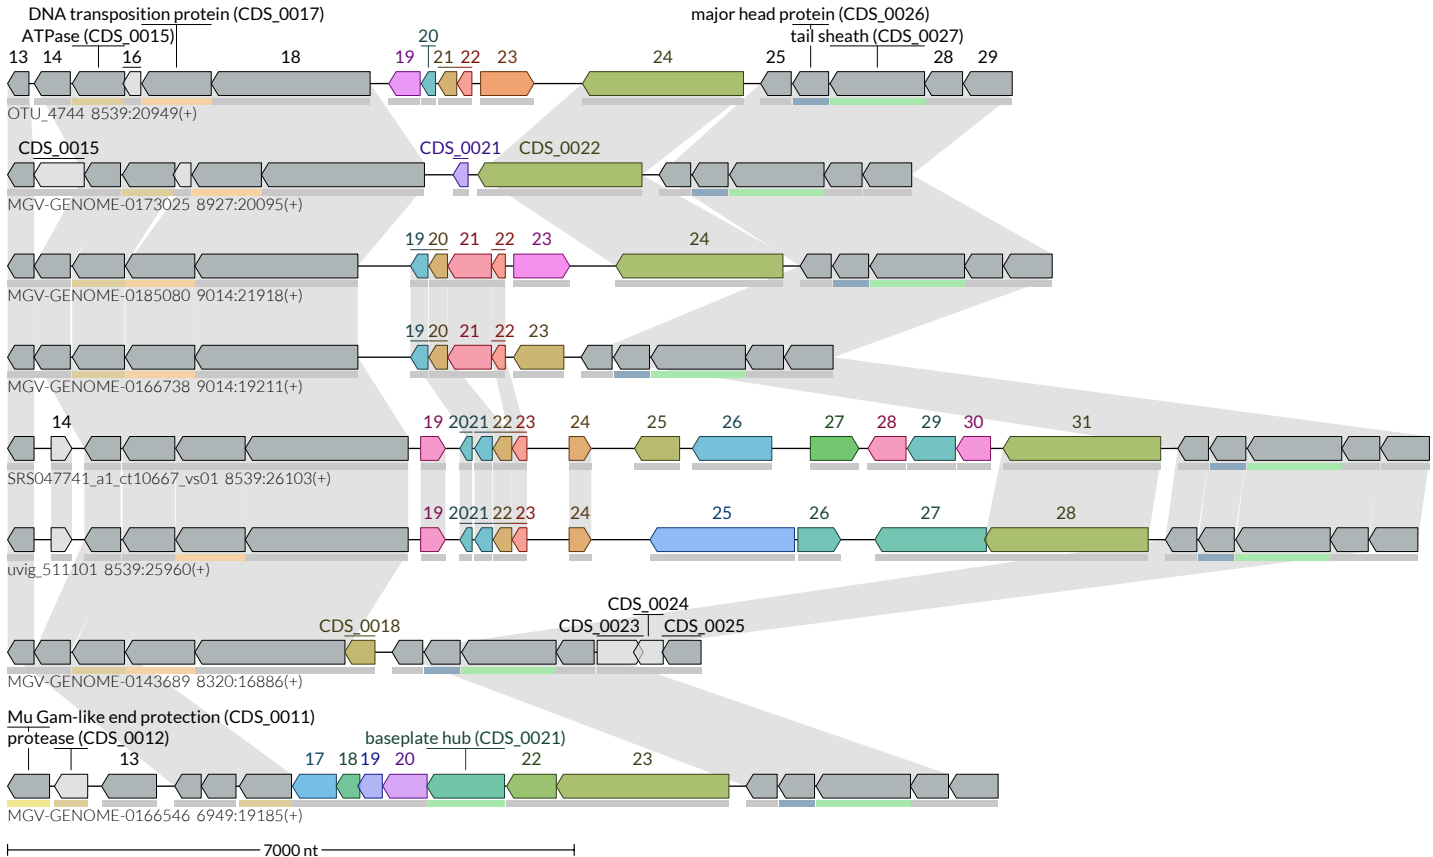 DNA transposition protein (CDS_0017) major head protein (CDS_0026)
ATPase (CDS_0015) 20 tail sheath (CDS_0027)
13 14 16 18 19 21 22 23 24 25 28 29
OTU_4744 8539:20949(+)
CDS_0015 CDS_0021 CDS_0022
MGV-GENOME-0173025 8927:20095(+)
19 20 21 22 23 24
MGV-GENOME-0185080 9014:21918(+)
19 20 21 22 23
MGV-GENOME-0166738 9014:19211(+)
14 19 20 21 22 23 24 25 26 27 28 29 30 31
SRS047741_a1_ct10667_vs01 8539:26103(+)
19 20 21 22 23 24 25 26 27 28
uvig_511101 8539:25960(+)
CDS_0024
CDS_0018 CDS_0023 CDS_0025
MGV-GENOME-0143689 8320:16886(+)
Mu Gam-like end protection (CDS_0011)
protease (CDS_0012) baseplate hub (CDS_0021)
13 17 18 19 20 22 23
MGV-GENOME-0166546 6949:19185(+)
7000 nt